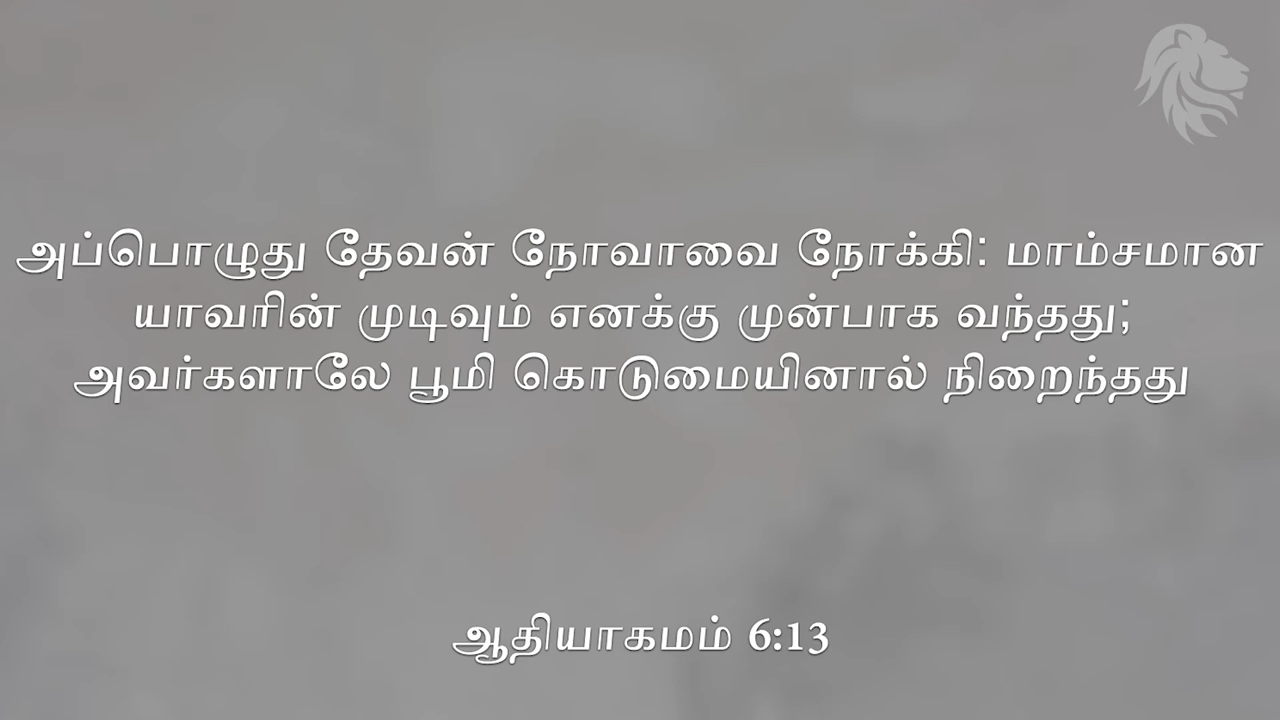 அப்பொழுது தேவன் நோவாவை நோக்கி: மாம்சமான
யாவரின் முடிவும் எனக்கு முன்பாக வந்தது;
அவர்களாலே பூமி கொடுமையினால் நிறைந்தது
ஆதியாகமம் 6:13